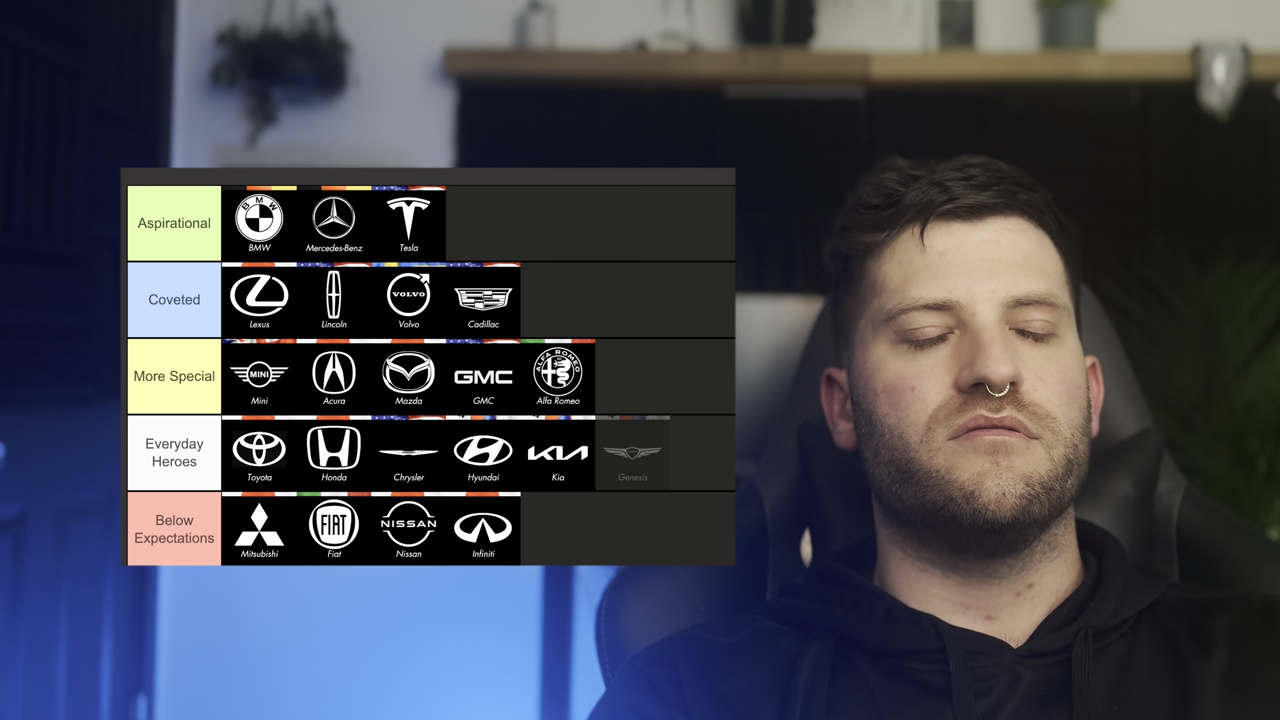 Aspirational
BMW
BMW
Mercedes-Benz
Tesla
Coveted
Lexus
Lincoln
VOLVO
Volvo
Cadillac
More Special
MINI
Mini
Acura
Mazda
GMC
GMC
ALFA ROMEO
Alfa Romeo
Everyday
Heroes
Toyota
Honda
Chrysler
Hyundai
KIA
Kia
Genesis
Below
Expectations
Mitsubishi
FIAT
Fiat
NISSAN
Nissan
Infiniti